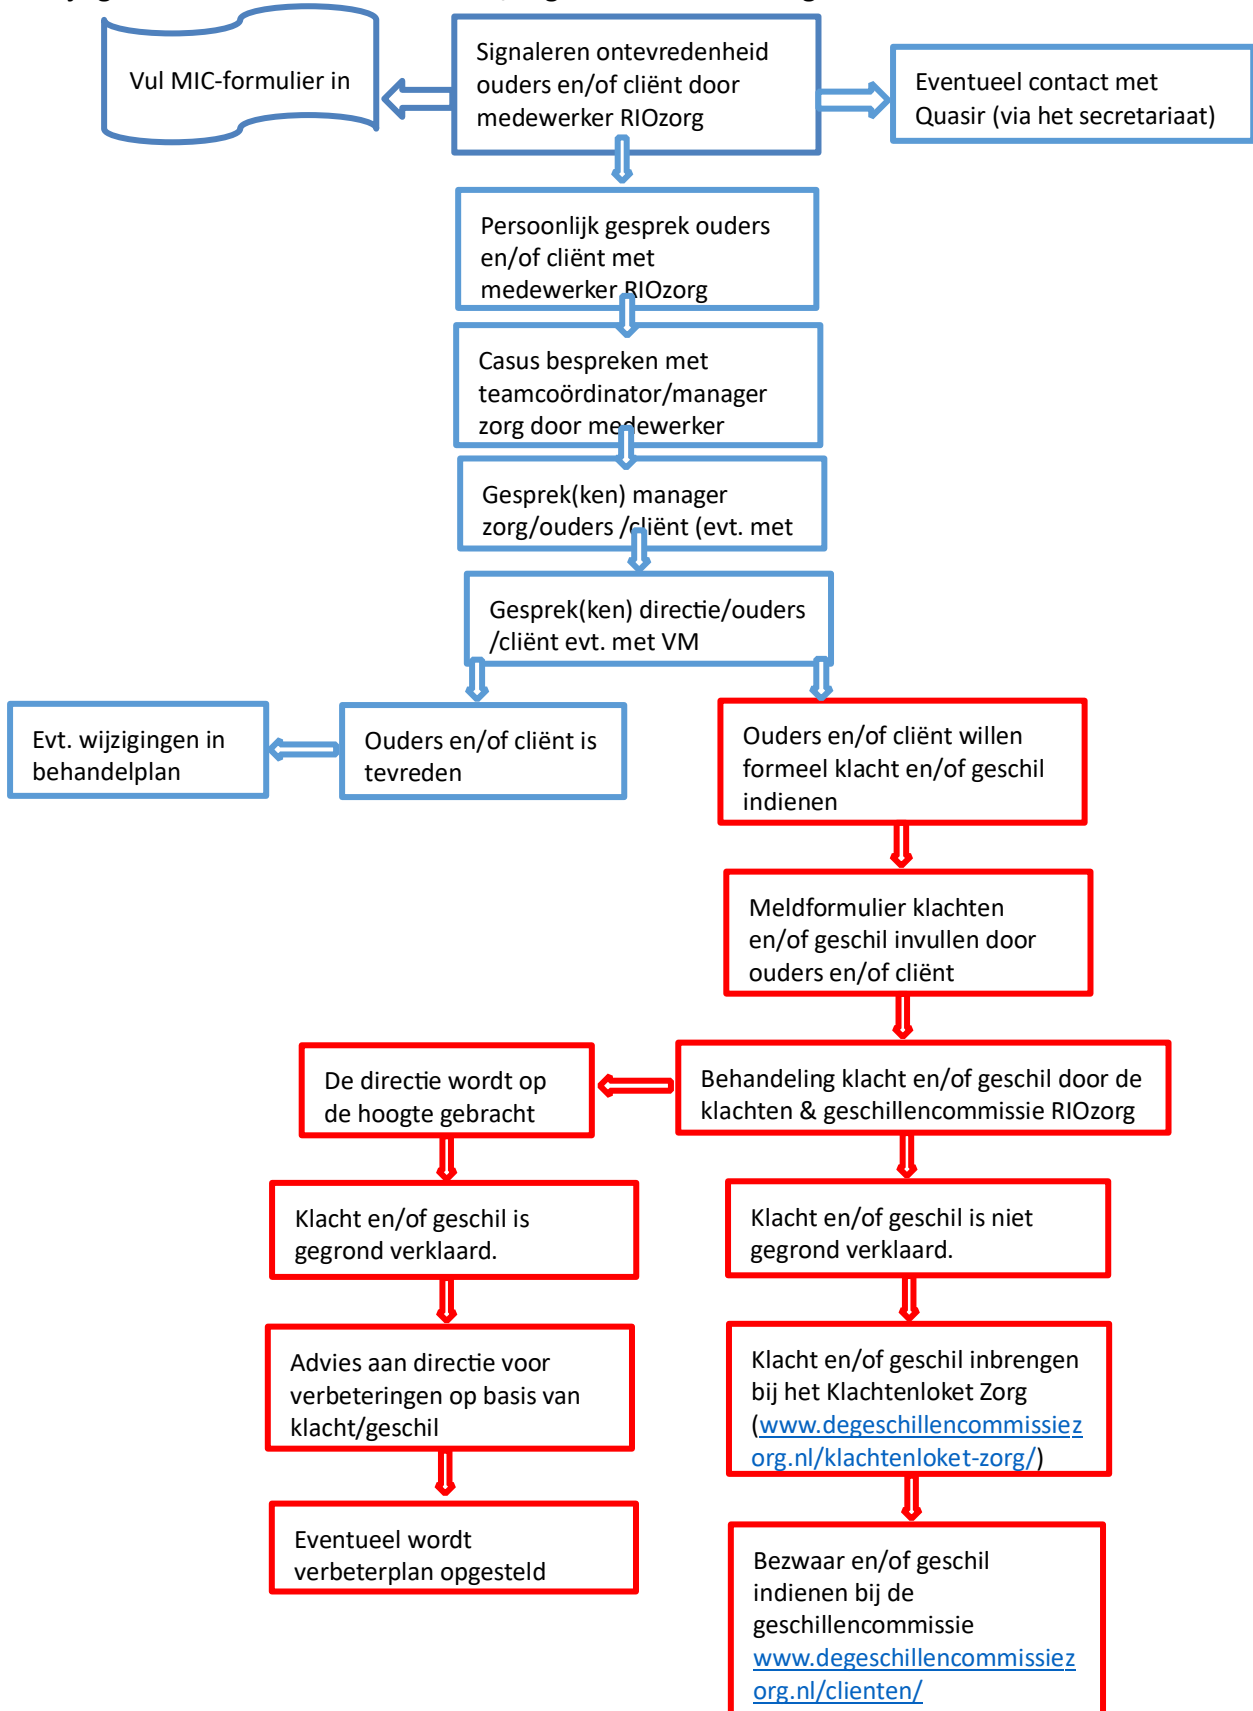 Vul MIC-formulier in
Signaleren ontevredenheid
ouders en/of cliënt door
medewerker RIOzorg
Eventueel contact met
Quasir (via het secretariaat)
Persoonlijk gesprek ouders
en/of cliënt met
medewerker RIOzorg
Casus bespreken met
teamcoördinator/manager
zorg door medewerker
Gesprek(ken) manager
zorg/ouders /cliënt (evt. met
Gesprek(ken) directie/ouders
/cliënt evt. met VM
Evt. wijzigingen in
behandelplan
Ouders en/of cliënt is
tevreden
Ouders en/of cliënt willen
formeel klacht en/of geschil
indienen
Meldformulier klachten
en/of geschil invullen door
ouders en/of cliënt
De directie wordt op
de hoogte gebracht
Behandeling klacht en/of geschil door de
klachten & geschillencommissie RIOzorg
Klacht en/of geschil is
gegrond verklaard.
Klacht en/of geschil is niet
gegrond verklaard.
Advies aan directie voor
verbeteringen op basis van
klacht/geschil
Klacht en/of geschil inbrengen
bij het Klachtenloket Zorg
(www.degeschillencommissiez
org.nl/klachtenloket-zorg/)
Eventueel wordt
verbeterplan opgesteld
Bezwaar en/of geschil
indienen bij de
geschillencommissie
www.degeschillencommissiez
org.nl/clienten/